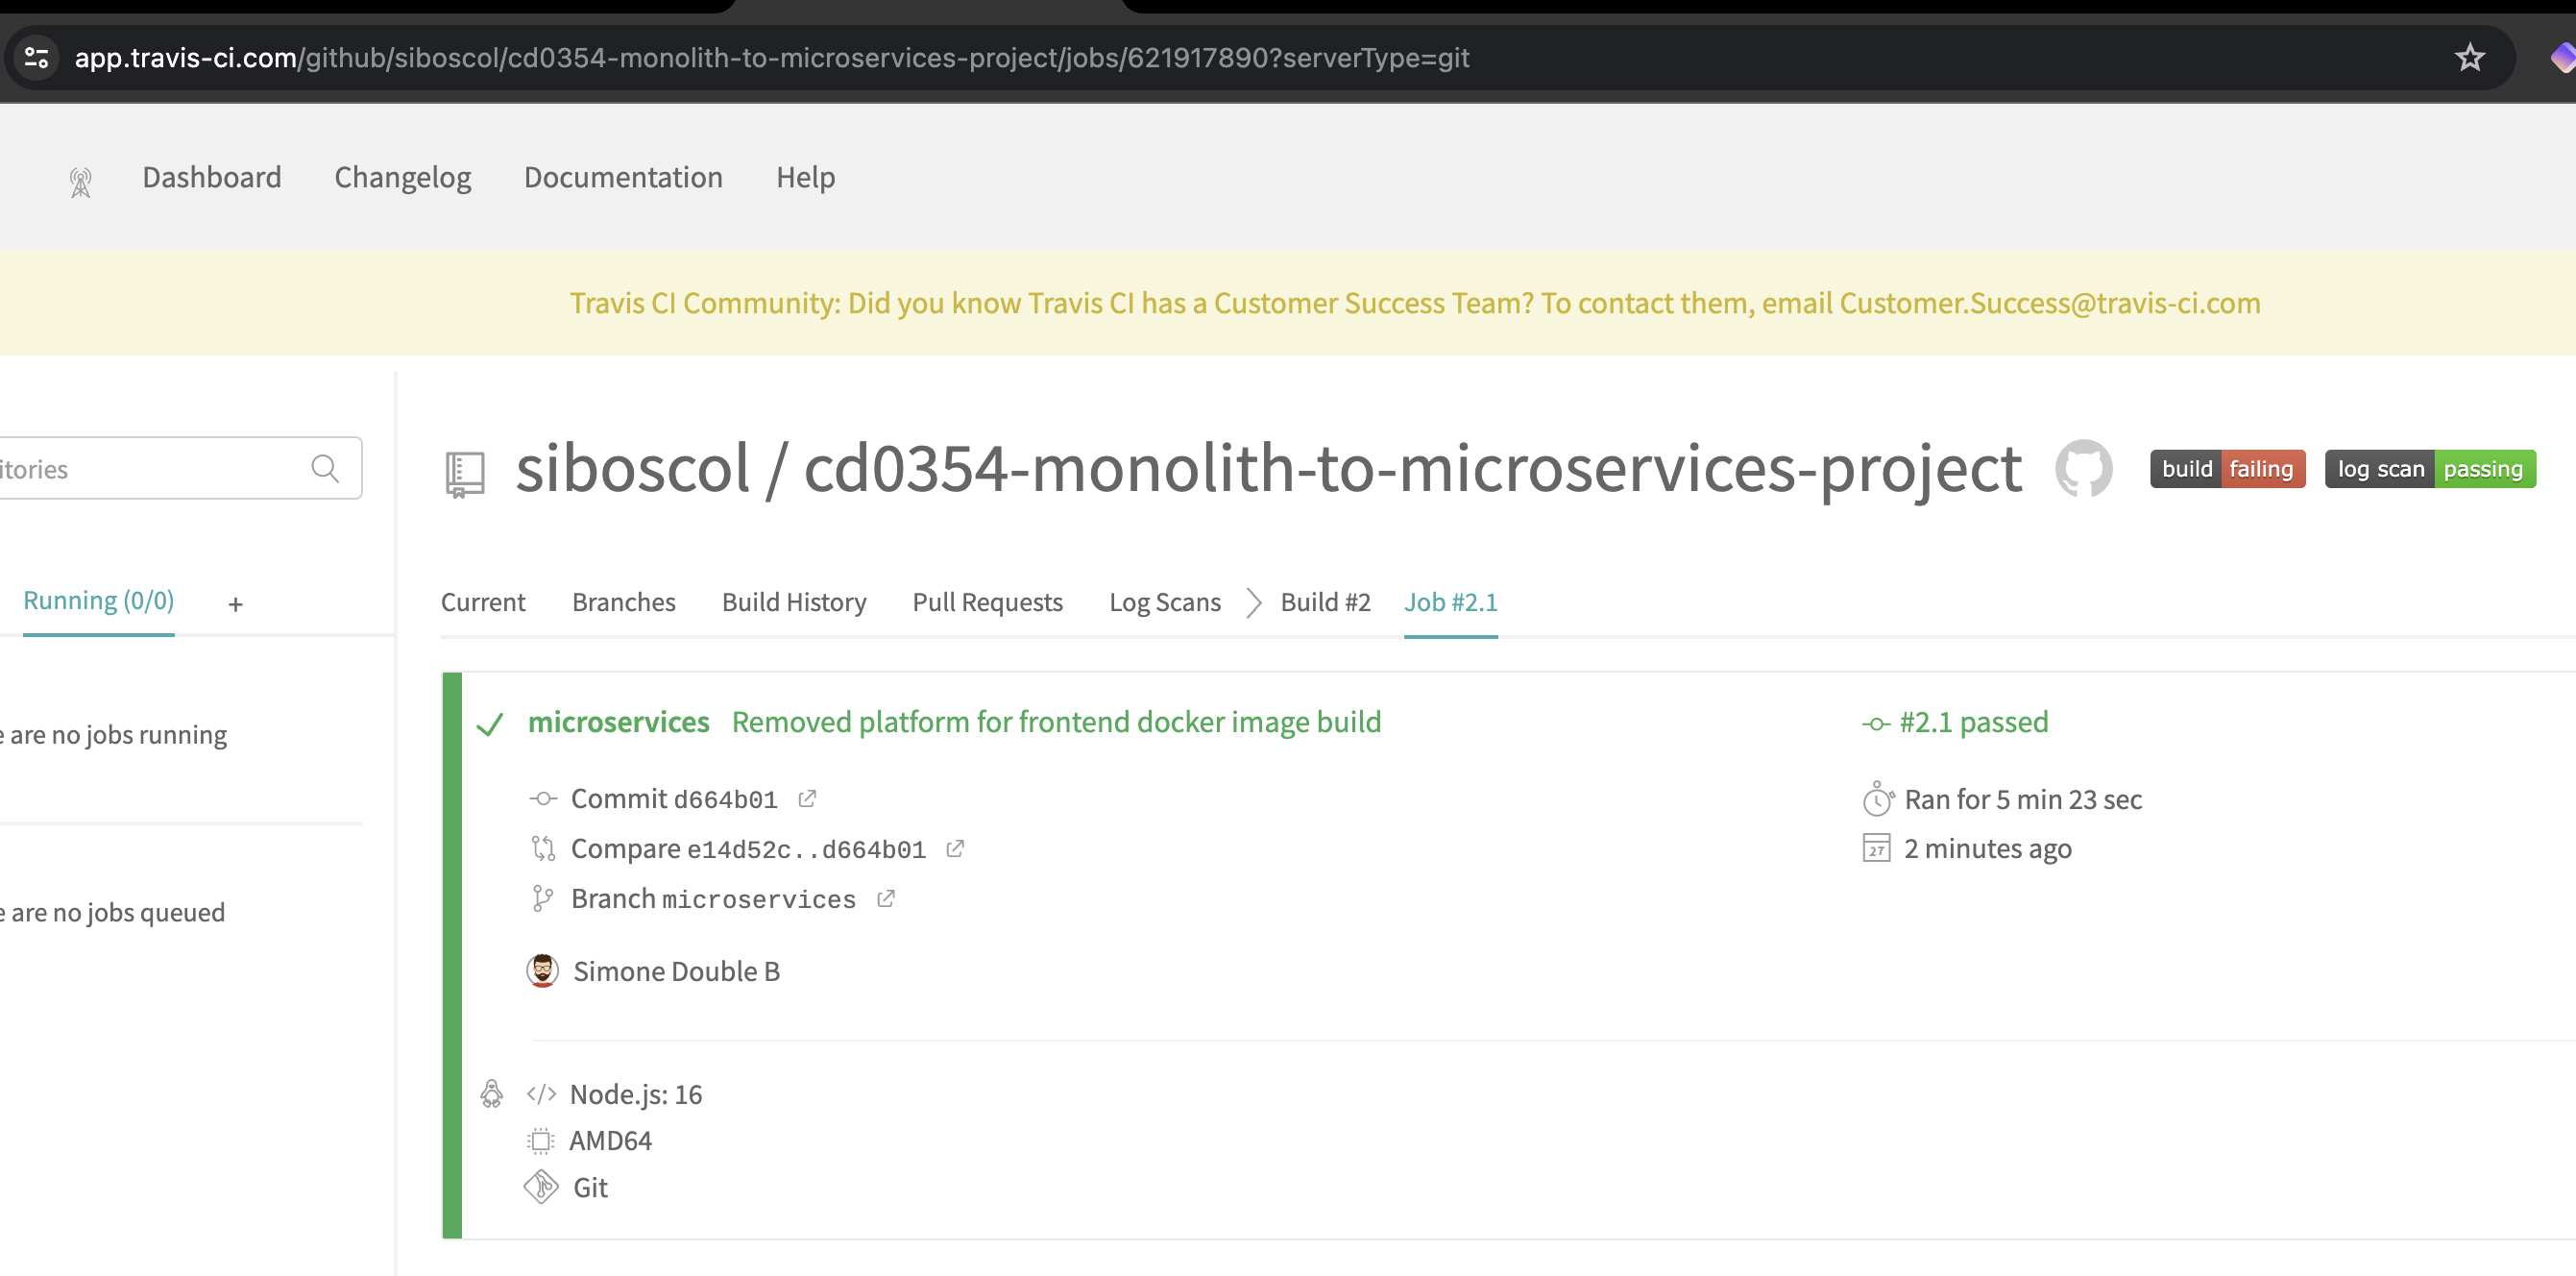 app.travis-ci.com/github/siboscol/cd0354-monolith-to-microservices-project/jobs/621917890?serverType=git
Dashboard Changelog Documentation Help
Travis CI Community: Did you know Travis CI has a Customer Success Team? To contact them, email Customer.Success@travis-ci.com
itories
siboscol / cd0354-monolith-to-microservices-project build failing log scan passing
Running (0/0) +
Current Branches Build History Pull Requests Log Scans Build #2 Job #2.1
microservices Removed platform for frontend docker image build #2.1 passed
e are no jobs running
Commit d664b01 Ran for 5 min 23 sec
Compare e14d52c..d664b01 27 2 minutes ago
Branch microservices
e are no jobs queued
Simone Double B
</> Node.js: 16
AMD64
Git